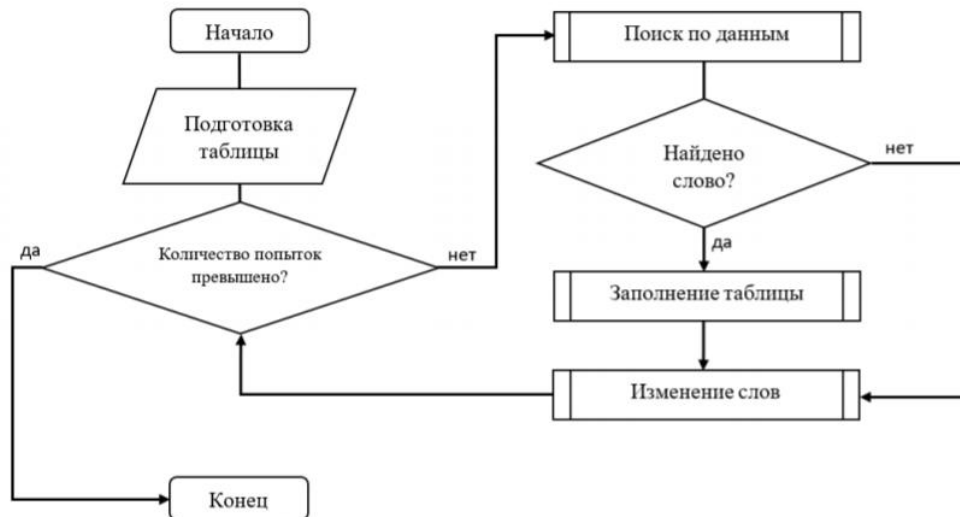 Начало
Подготовка
таблицы
да
Количество попыток
превышено?
нет
Поиск по данным
Найдено
слово?
нет
да
Заполнение таблицы
Изменение слов
Конец